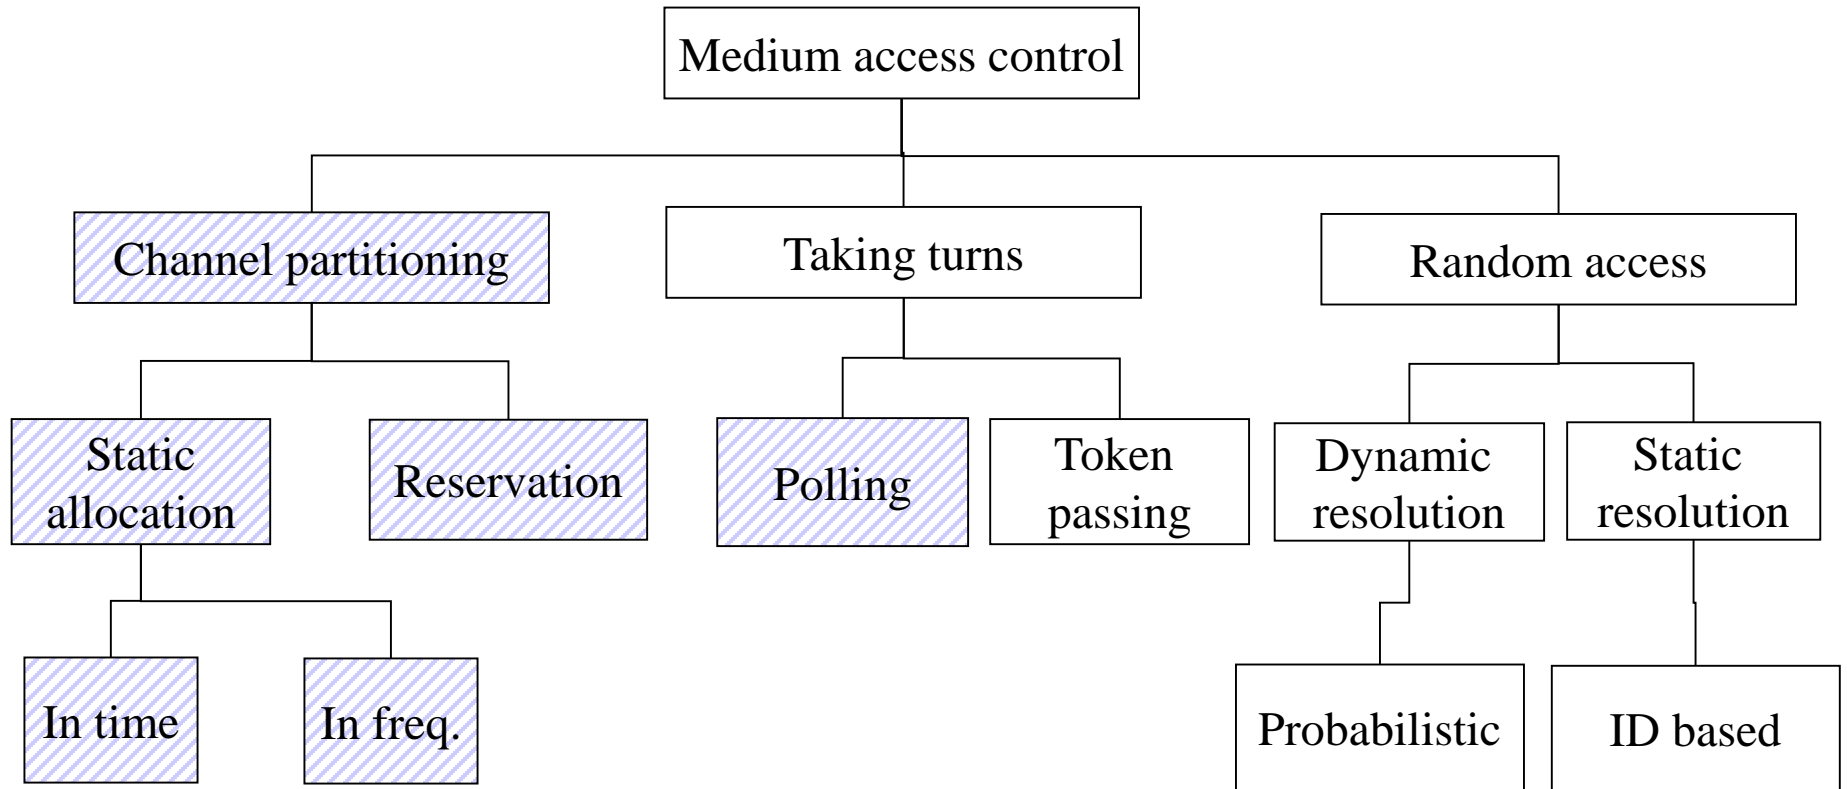 Medium access control
Channel partitioning
Taking turns
Random access
Static
allocation
Reservation
Polling
Token
passing
Dynamic
resolution
Static
resolution
In time
In freq.
Probabilistic
ID based